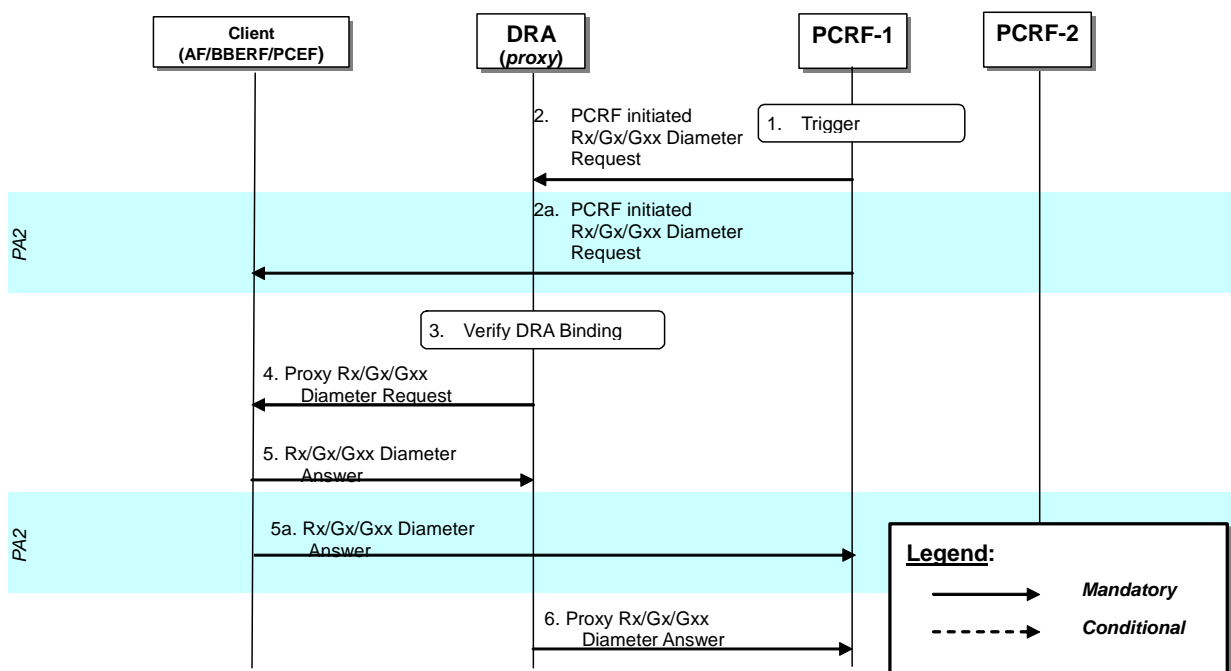 Client
(AF/BBERF/PCEF)
DRA
(proxy)
PCRF-1
PCRF-2
1. Trigger
2. PCRF initiated
Rx/Gx/Gxx Diameter
Request
PA2
2a. PCRF initiated
Rx/Gx/Gxx Diameter
Request
3. Verify DRA Binding
4. Proxy Rx/Gx/Gxx
Diameter Request
5. Rx/Gx/Gxx Diameter
Answer
PA2
5a. Rx/Gx/Gxx Diameter
Answer
6. Proxy Rx/Gx/Gxx
Diameter Answer
Legend:
Mandatory
Conditional